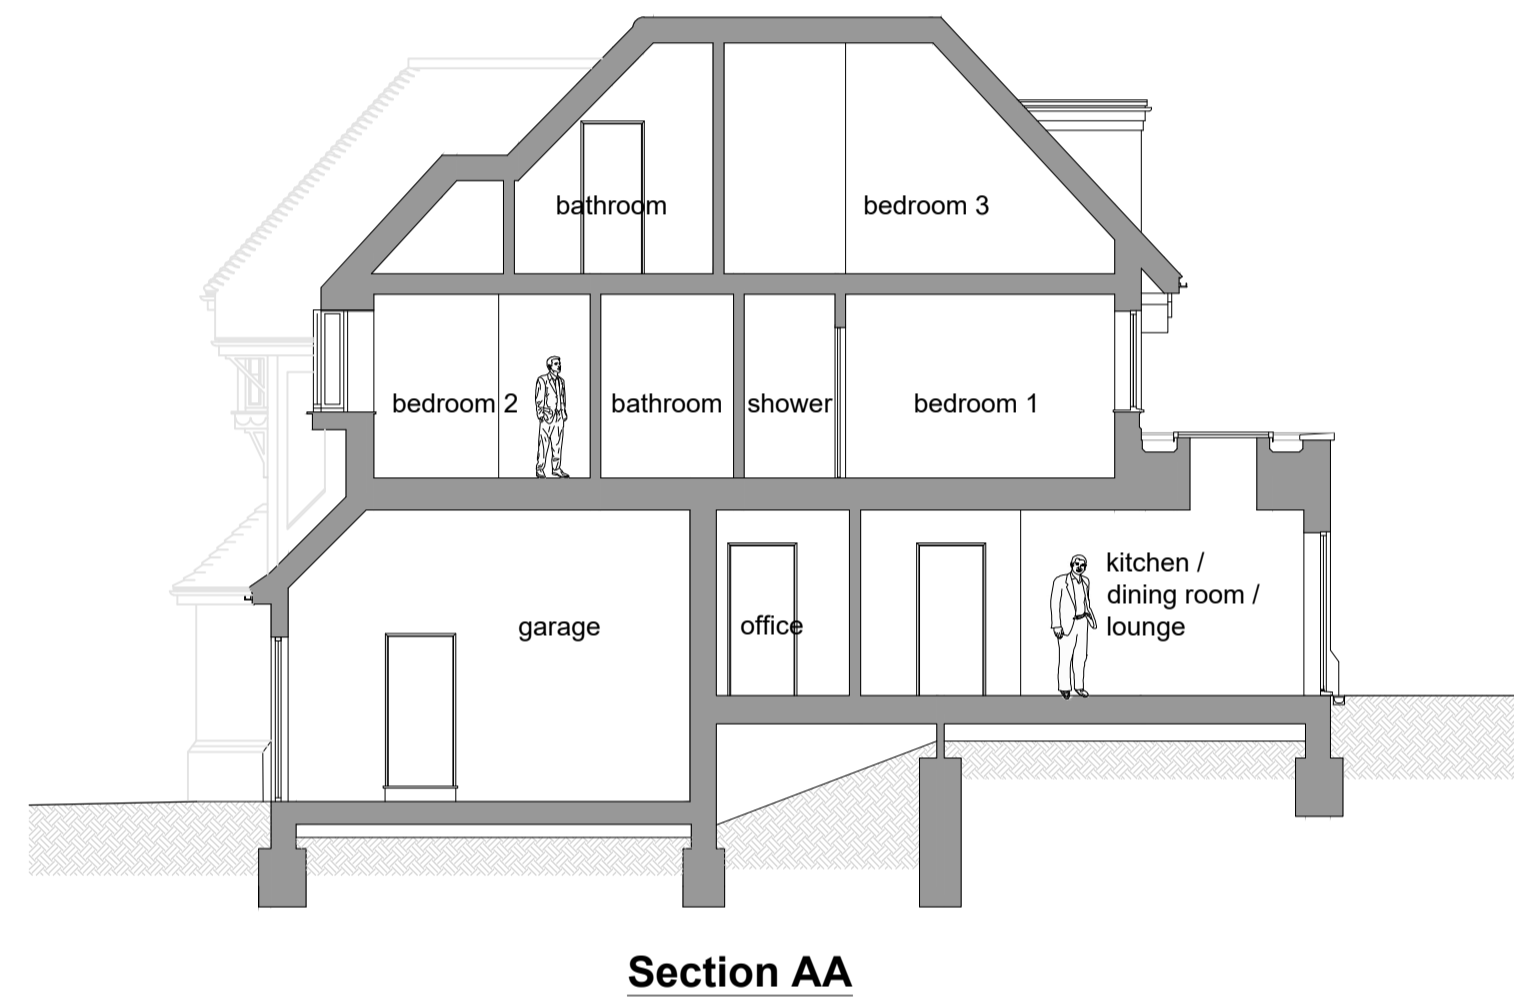 bathroom
bedroom 3
bedroom 2
bathroom
shower
bedroom 1
garage
office
kitchen /
dining room /
lounge
Section AA